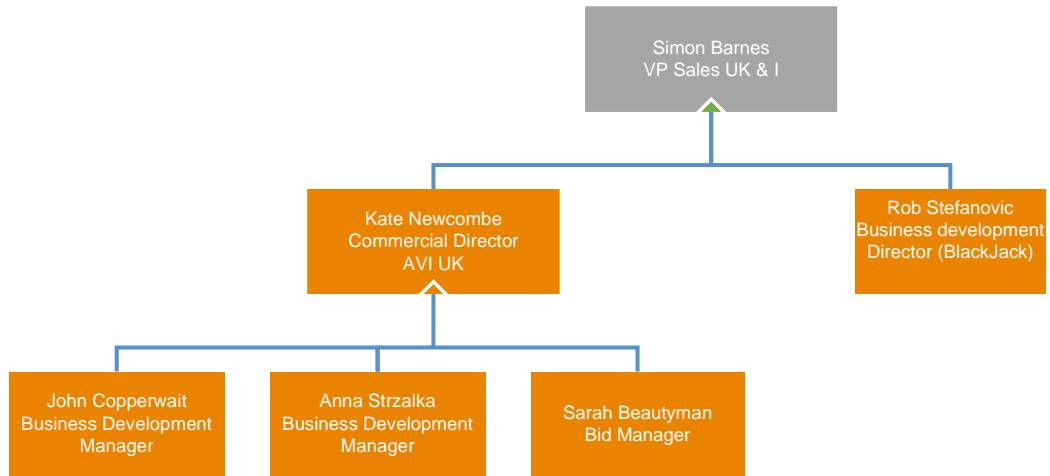 Simon Barnes
VP Sales UK & I
Kate Newcombe
Commercial Director
AVI UK
Rob Stefanovic
Business development
Director (BlackJack)
John Copperwait
Business Development
Manager
Anna Strzalka
Business Development
Manager
Sarah Beautyman
Bid Manager